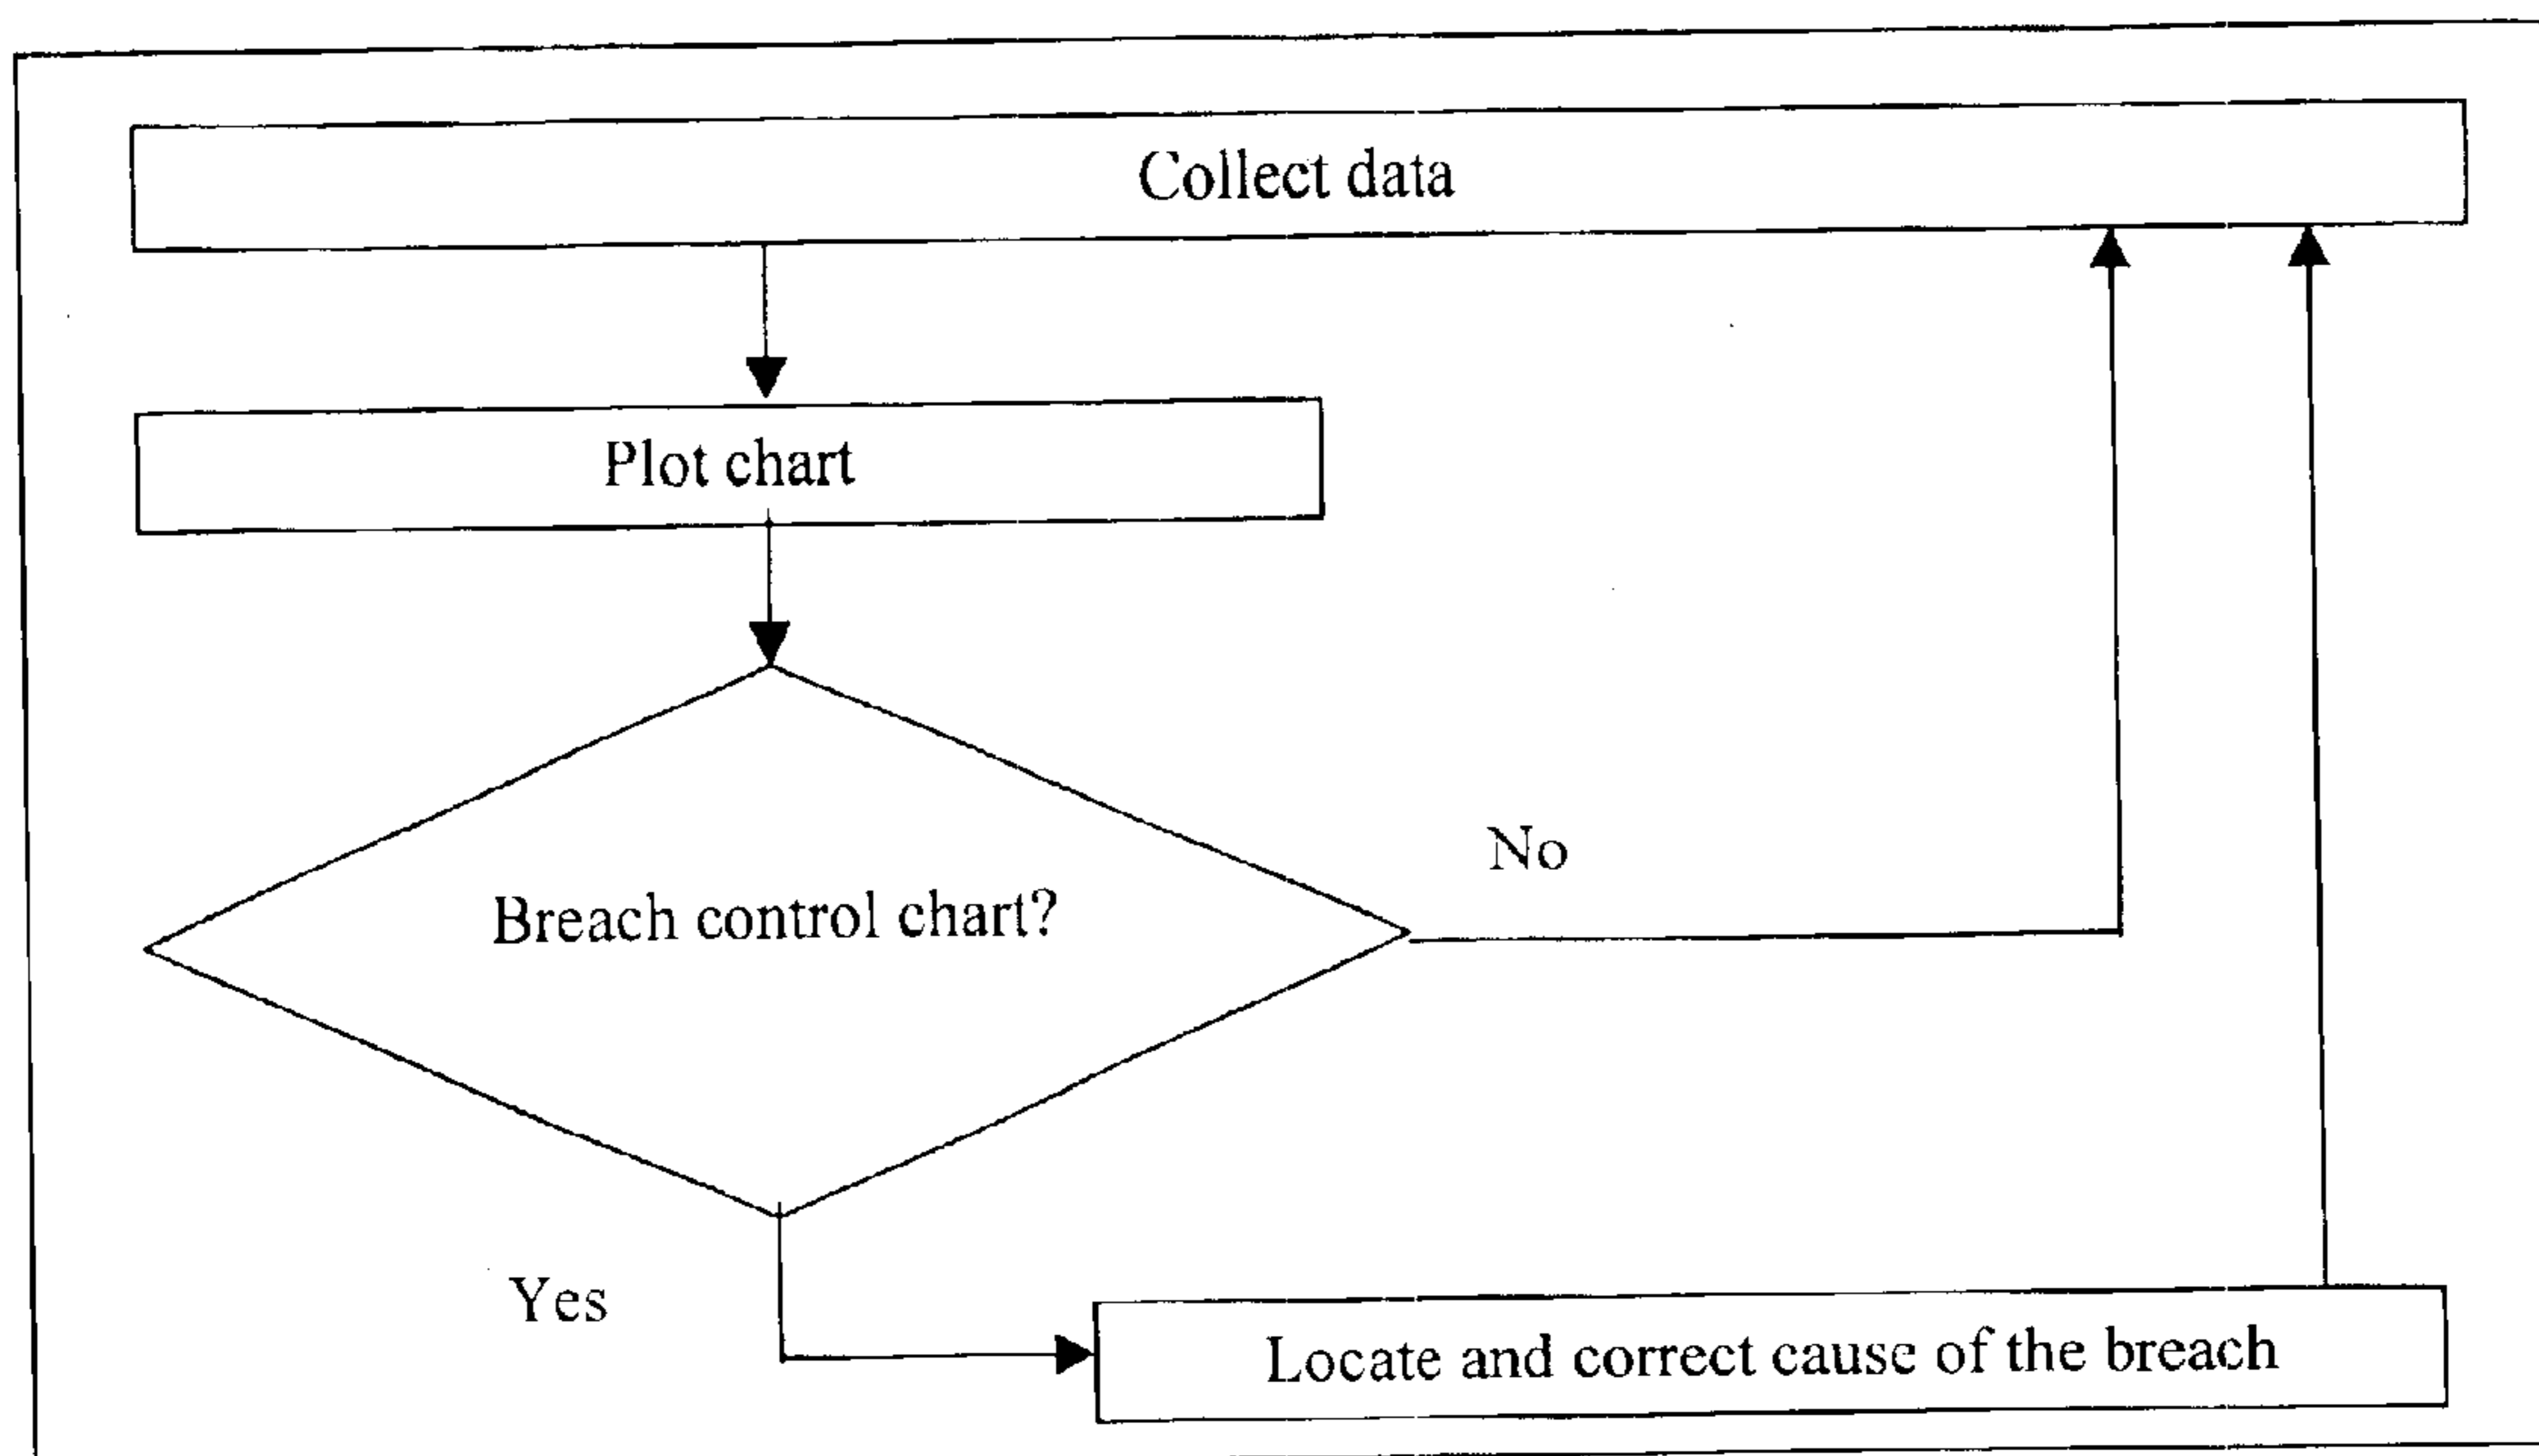 Collect data
Plot chart
Breach control chart?
No
Yes
Locate and correct cause of the breach